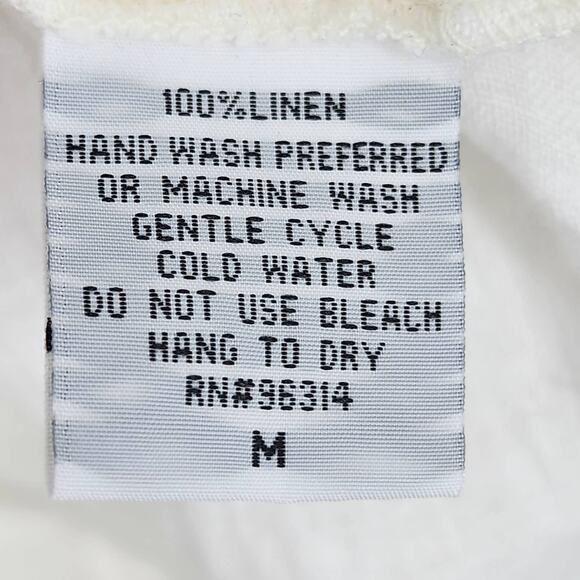 100%LINEN
HAND WASH PREFERRED
OR MACHINE WASH
GENTLE CYCLE
COLD WATER
DO NOT USE BLEACH
HANG TO DRY
RN#96314
M